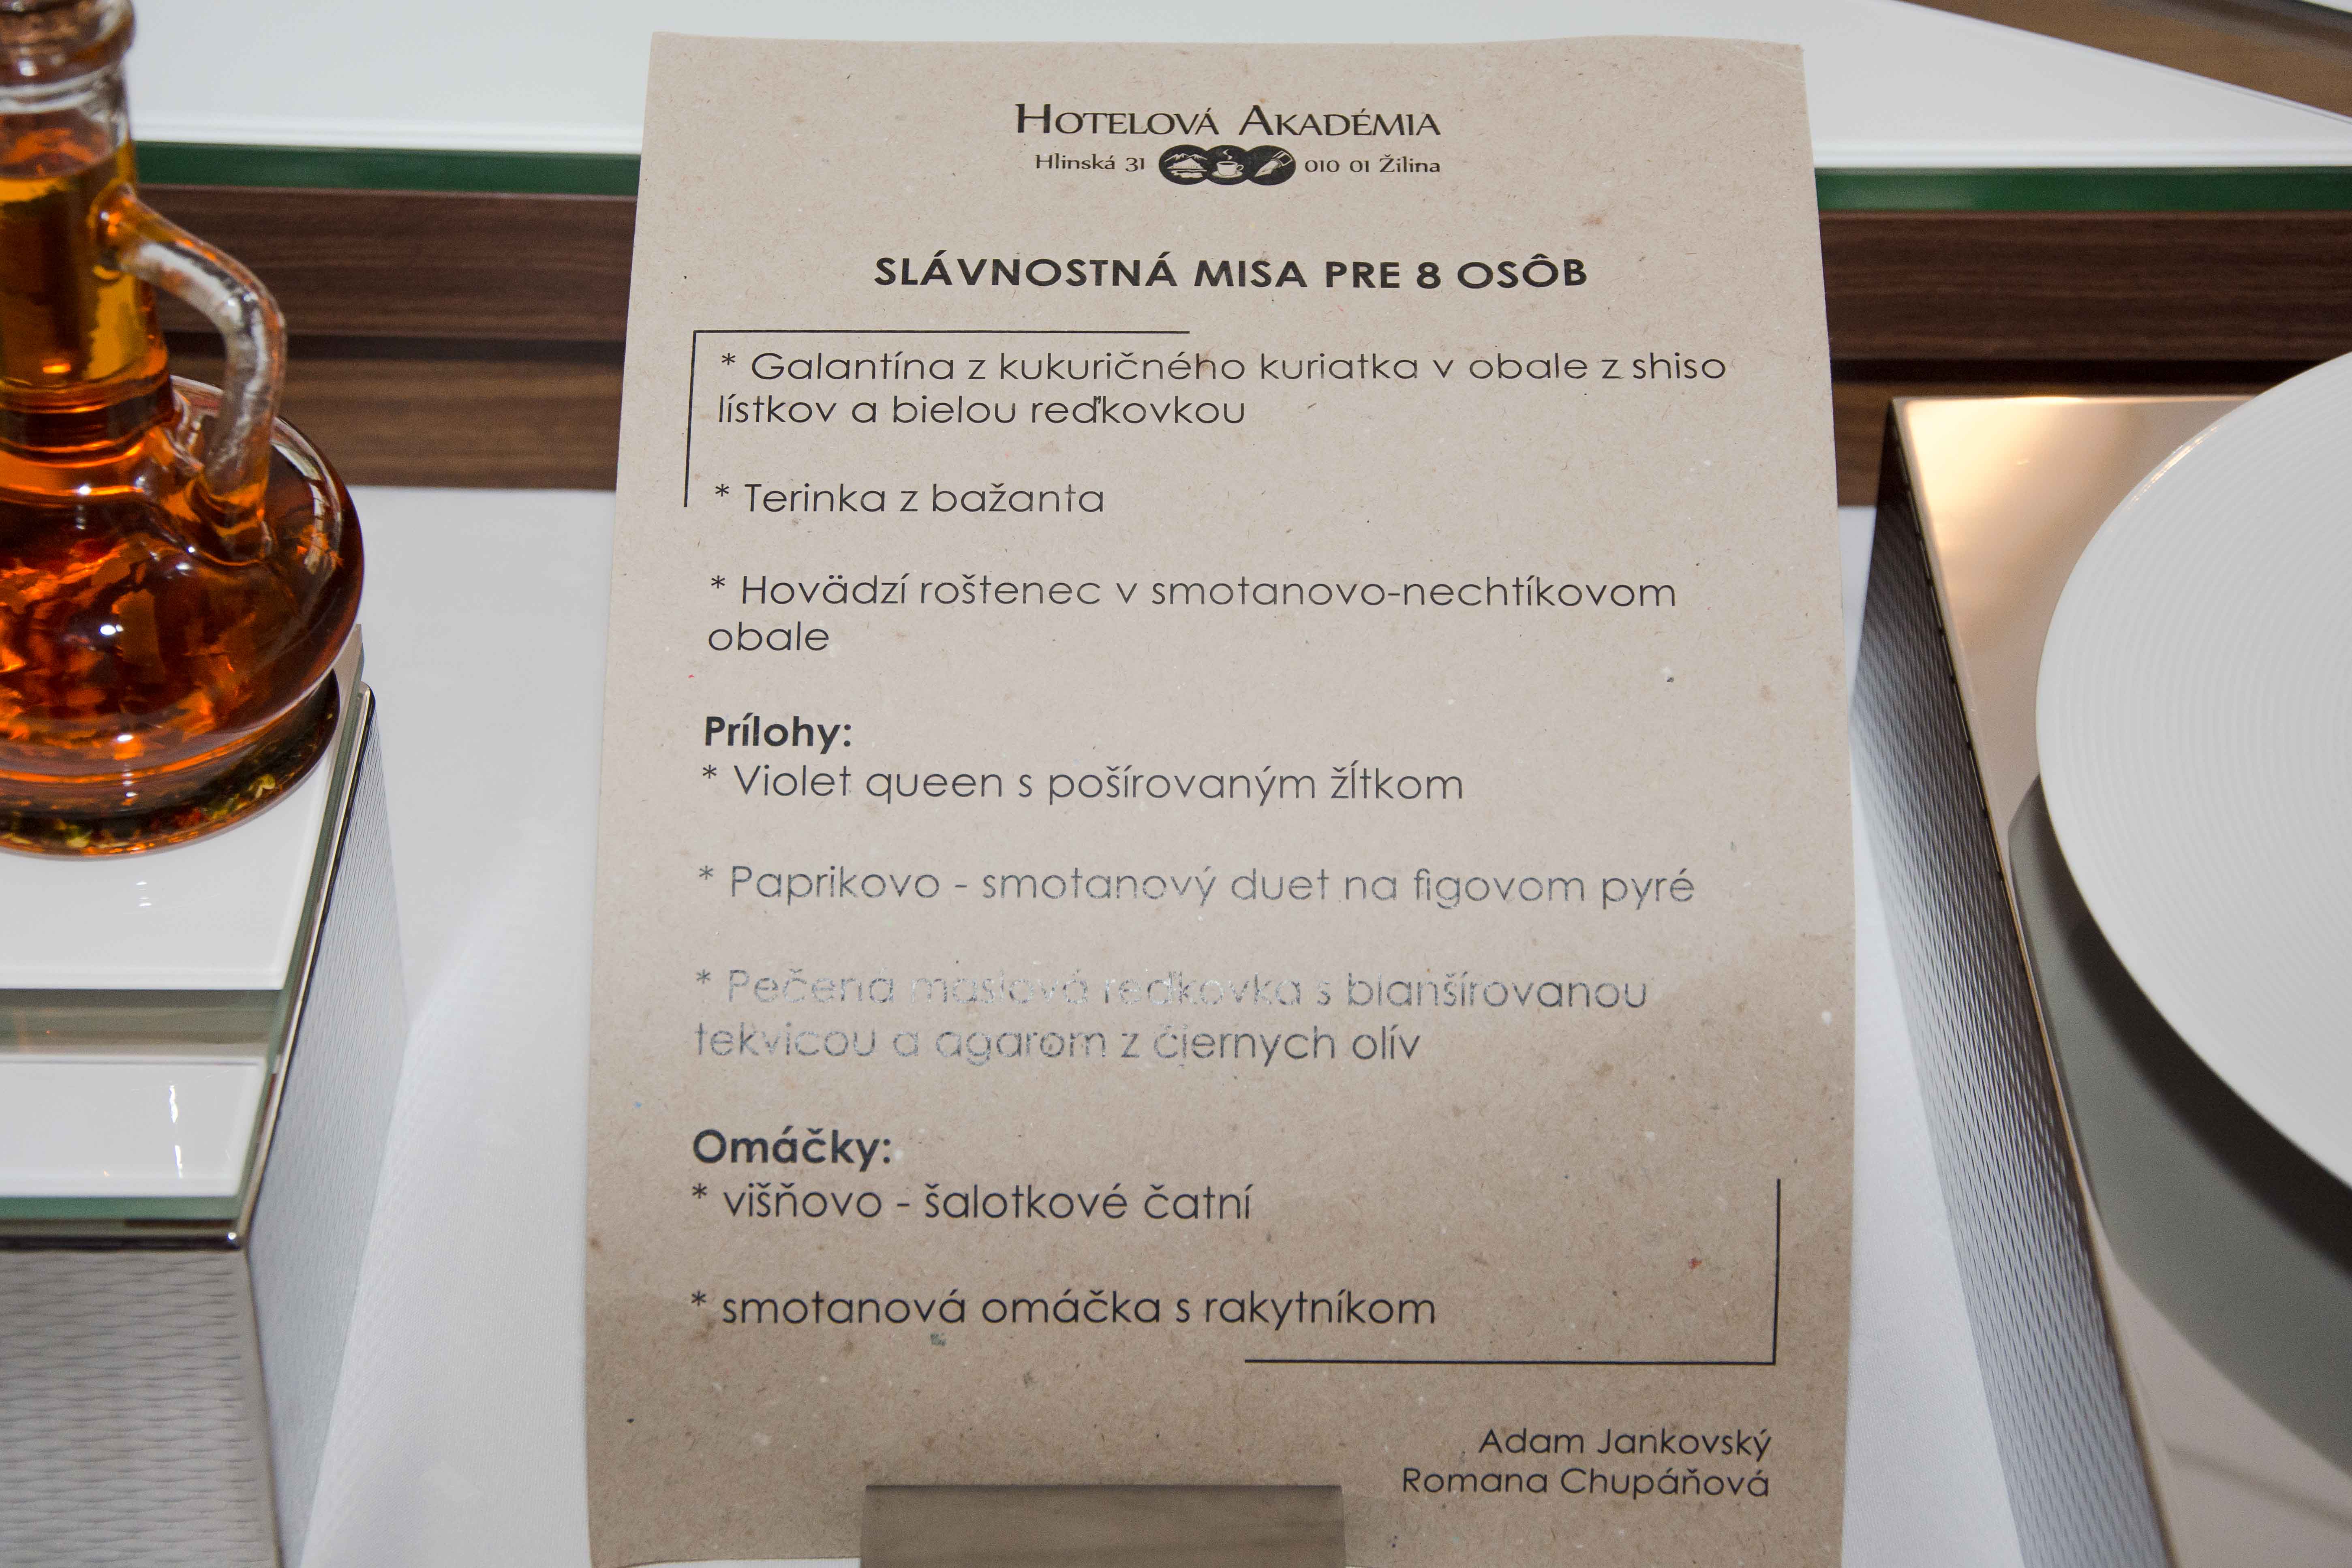 HOTELOVÁ AKADÉMIA
Hlinská 31 010 01 Žilina
SLÁVNOSTNÁ MISA PRE 8 OSÔB
* Galantína z kukuričného kuriatka v obale z shiso
lístkov a bielou reďkovkou
* Terinka z bažanta
* Hovädzí roštenec v smotanovo-nechtíkovom
obale
Prílohy:
* Violet queen s pošírovaným žĺtkom
* Paprikovo - smotanový duet na figovom pyré
* Pečená maslová reďkovka s blanšírovanou
tekvicou a agarom z čiernych olív
Omáčky:
* višňovo - šalotkové čatní
* smotanová omáčka s rakytníkom
Adam Jankovský
Romana Chupáňová